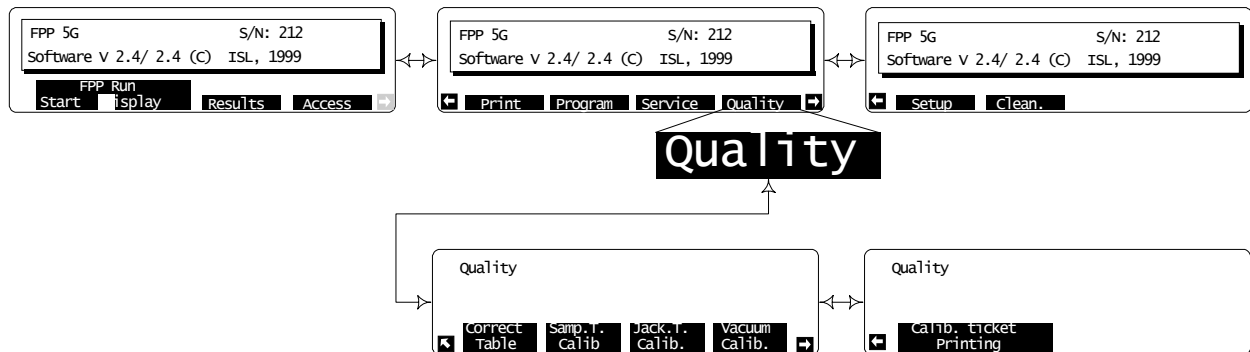 FPP 5G S/N: 212
Software V 2.4/ 2.4 (C) ISL, 1999
FPP Run
Start isplay Results Access
FPP 5G S/N: 212
Software V 2.4/ 2.4 (C) ISL, 1999
Print Program Service Quality
FPP 5G S/N: 212
Software V 2.4/ 2.4 (C) ISL, 1999
Setup Clean.
Quality
Quality
Correct Samp.T. Jack.T. Vacuum
Table Calib Calib. Calib.
Quality
Calib. ticket
Printing